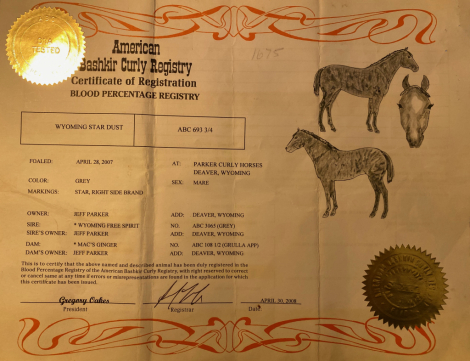 American
Bashkir Curly Registry
Certificate of Registration
BLOOD PERCENTAGE REGISTRY
1675
WYOMING STAR DUST ABC 693 3/4
FOALED: APRIL 28, 2007 AT: PARKER CURLY HORSES
DEAVER, WYOMING
COLOR: GREY SEX: MARE
MARKINGS: STAR, RIGHT SIDE BRAND
OWNER: JEFF PARKER ADD: DEAVER, WYOMING
SIRE: * WYOMING FREE SPIRIT NO. ABC 3663 (GREY)
SIRE'S OWNER: JEFF PARKER ADD: DEAVER, WYOMING
DAM: * MAC'S GINGER NO. ABC 108 1/2 (GRULLA APP)
DAM'S OWNER: JEFF PARKER ADD: DEAVER, WYOMING
This is to certify that the above named and described animal has been duly registered in the
Blood Percentage Registry of the American Bashkir Curly Registry, with right reserved to correct
or cancel same at any time if errors or misrepresentations are found in the application for which
this certificate has been issued.
Gregory Oakes APRIL 30, 2008
President Registrar Date
TESTED